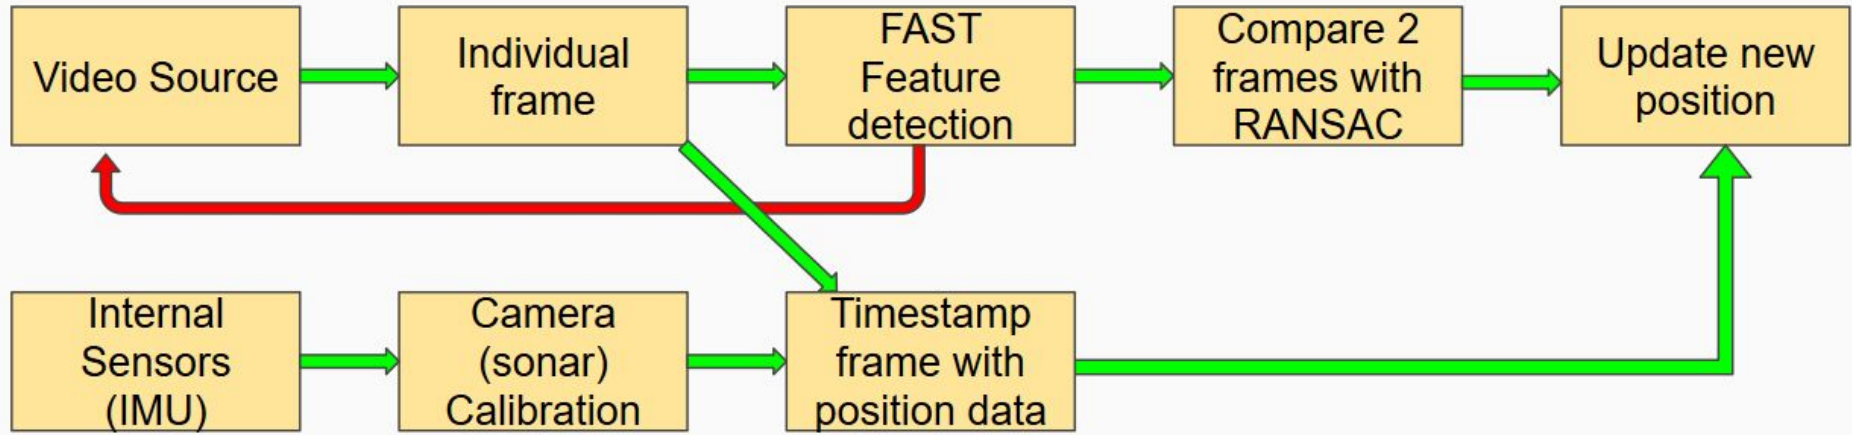 Video Source
Individual
frame
FAST
Feature
detection
Compare 2
frames with
RANSAC
Update new
position
Internal
Sensors
(IMU)
Camera
(sonar)
Calibration
Timestamp
frame with
position data